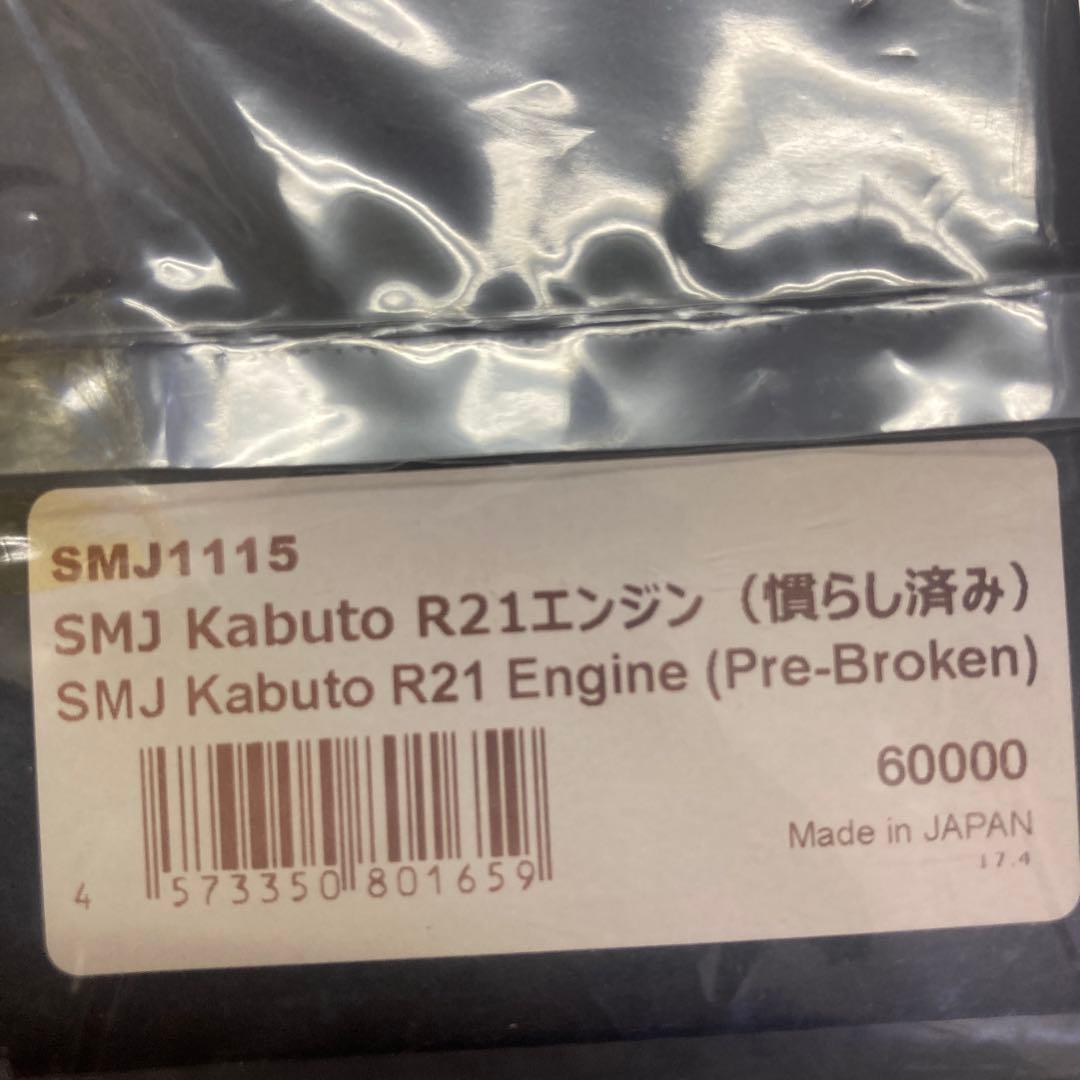 SMJ1115
SMJ Kabuto R21エンジン（慣らし済み）
SMJ Kabuto R21 Engine (Pre-Broken)
60000
Made in JAPAN
17.4
4 573350 801659